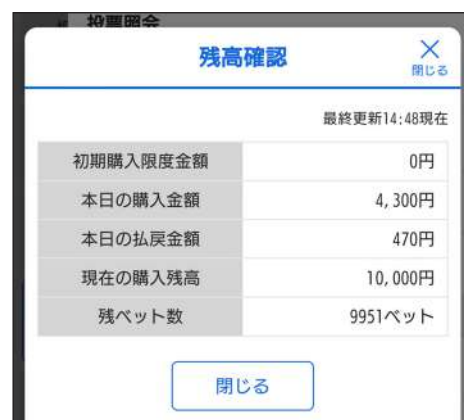 投票照会
残高確認
閉じる
最終更新14:48現在
初期購入限度金額 0円
本日の購入金額 4,300円
本日の払戻金額 470円
現在の購入残高 10,000円
残ベット数 9951ベット
閉じる